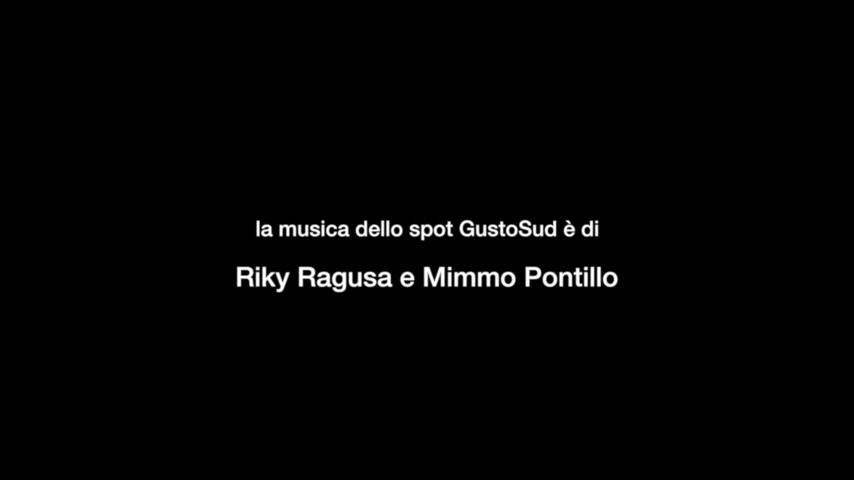 la musica dello spot GustoSud è di
Riky Ragusa e Mimmo Pontillo